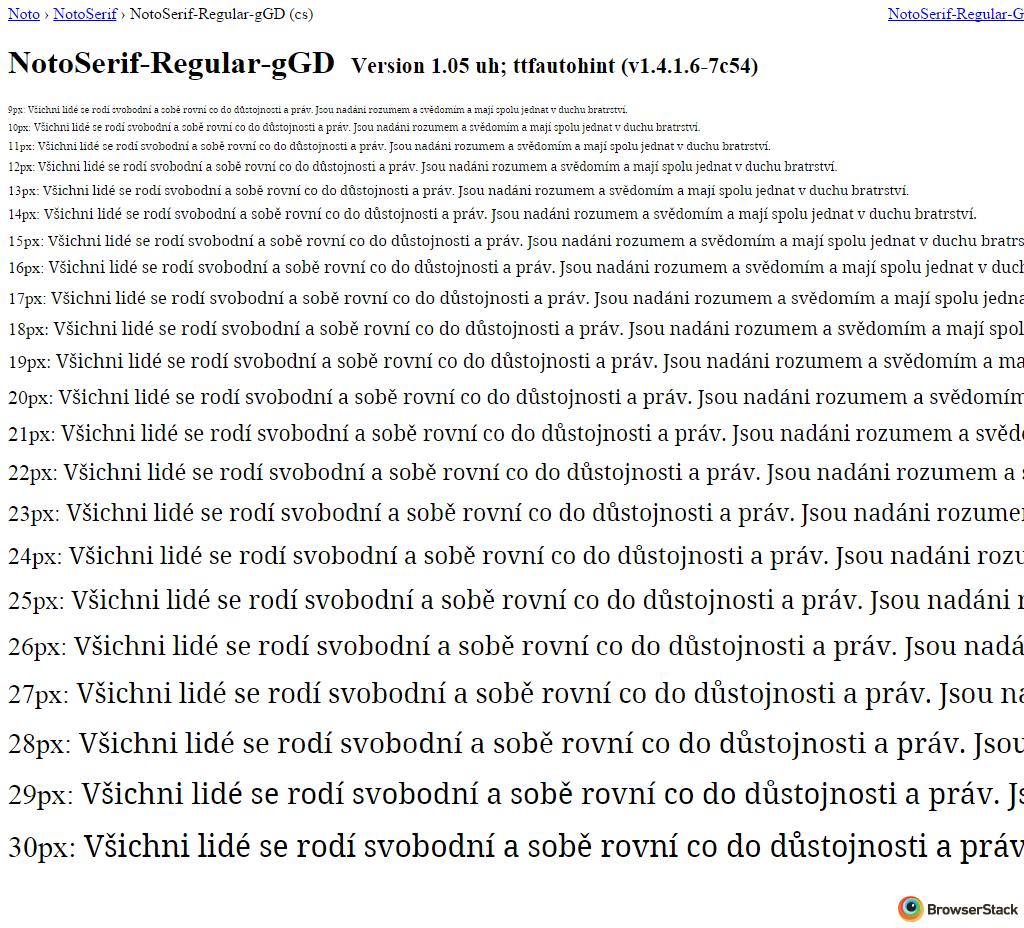 Noto › NotoSerif › NotoSerif-Regular-gGD (cs) NotoSerif-Regular-G
NotoSerif-Regular-gGD Version 1.05 uh; ttfautohint (v1.4.1.6-7c54)
9px: Všichni lidé se rodí svobodní a sobě rovní co do důstojnosti a práv. Jsou nadáni rozumem a svědomím a mají spolu jednat v duchu bratrství.
10px: Všichni lidé se rodí svobodní a sobě rovní co do důstojnosti a práv. Jsou nadáni rozumem a svědomím a mají spolu jednat v duchu bratrství.
11px: Všichni lidé se rodí svobodní a sobě rovní co do důstojnosti a práv. Jsou nadáni rozumem a svědomím a mají spolu jednat v duchu bratrství.
12px: Všichni lidé se rodí svobodní a sobě rovní co do důstojnosti a práv. Jsou nadáni rozumem a svědomím a mají spolu jednat v duchu bratrství.
13px: Všichni lidé se rodí svobodní a sobě rovní co do důstojnosti a práv. Jsou nadáni rozumem a svědomím a mají spolu jednat v duchu bratrství.
14px: Všichni lidé se rodí svobodní a sobě rovní co do důstojnosti a práv. Jsou nadáni rozumem a svědomím a mají spolu jednat v duchu bratrství.
15px: Všichni lidé se rodí svobodní a sobě rovní co do důstojnosti a práv. Jsou nadáni rozumem a svědomím a mají spolu jednat v duchu bratrs
16px: Všichni lidé se rodí svobodní a sobě rovní co do důstojnosti a práv. Jsou nadáni rozumem a svědomím a mají spolu jednat v duch
17px: Všichni lidé se rodí svobodní a sobě rovní co do důstojnosti a práv. Jsou nadáni rozumem a svědomím a mají spolu jedna
18px: Všichni lidé se rodí svobodní a sobě rovní co do důstojnosti a práv. Jsou nadáni rozumem a svědomím a mají spol
19px: Všichni lidé se rodí svobodní a sobě rovní co do důstojnosti a práv. Jsou nadáni rozumem a svědomím a ma
20px: Všichni lidé se rodí svobodní a sobě rovní co do důstojnosti a práv. Jsou nadáni rozumem a svědomím
21px: Všichni lidé se rodí svobodní a sobě rovní co do důstojnosti a práv. Jsou nadáni rozumem a svědo
22px: Všichni lidé se rodí svobodní a sobě rovní co do důstojnosti a práv. Jsou nadáni rozumem a s
23px: Všichni lidé se rodí svobodní a sobě rovní co do důstojnosti a práv. Jsou nadáni rozumem
24px: Všichni lidé se rodí svobodní a sobě rovní co do důstojnosti a práv. Jsou nadáni rozu
25px: Všichni lidé se rodí svobodní a sobě rovní co do důstojnosti a práv. Jsou nadáni r
26px: Všichni lidé se rodí svobodní a sobě rovní co do důstojnosti a práv. Jsou nadá
27px: Všichni lidé se rodí svobodní a sobě rovní co do důstojnosti a práv. Jsou na
28px: Všichni lidé se rodí svobodní a sobě rovní co do důstojnosti a práv. Jsou
29px: Všichni lidé se rodí svobodní a sobě rovní co do důstojnosti a práv. Js
30px: Všichni lidé se rodí svobodní a sobě rovní co do důstojnosti a práv
BrowserStack